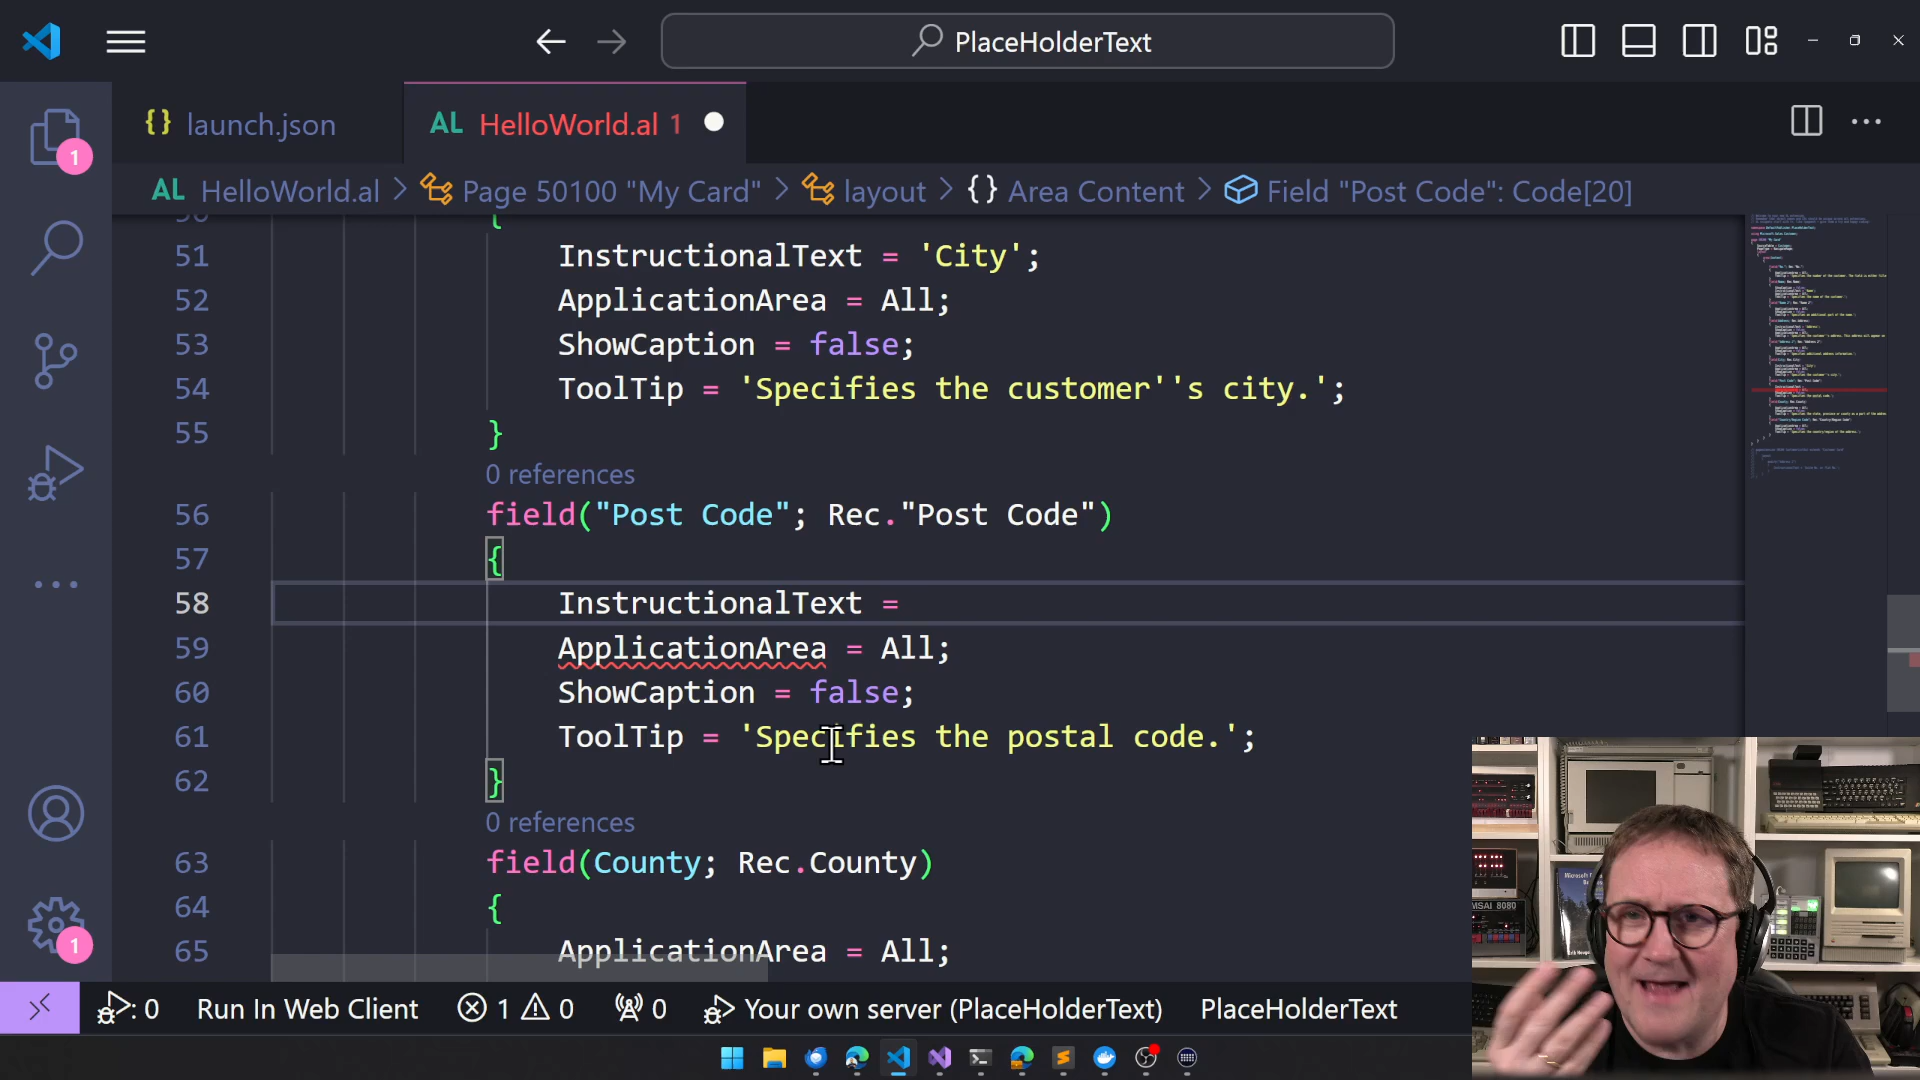 PlaceHolderText
{} launch.json
AL HelloWorld.al 1
AL HelloWorld.al > Page 50100 "My Card" > layout > {} Area Content > Field "Post Code": Code[20]
{
51 InstructionalText = 'City';
52 ApplicationArea = All;
53 ShowCaption = false;
54 ToolTip = 'Specifies the customer''s city.';
55 }
0 references
56 field("Post Code"; Rec."Post Code")
57 {
58 InstructionalText =
59 ApplicationArea = All;
60 ShowCaption = false;
61 ToolTip = 'Specifies the postal code.';
62 }
0 references
63 field(County; Rec.County)
64 {
65 ApplicationArea = All;
1
1
: 0 Run In Web Client 1 0 0 Your own server (PlaceHolderText) PlaceHolderText
IMSAI 8080